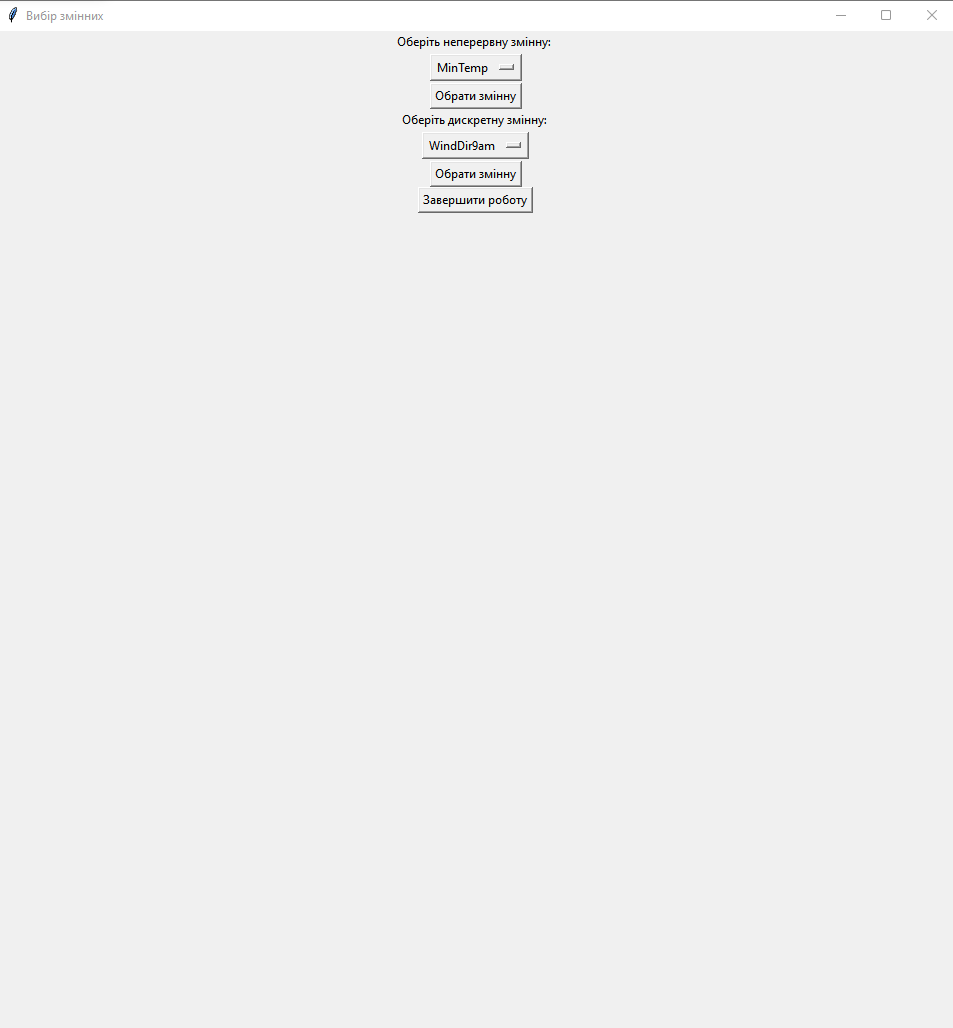 Вибір змінних
Оберіть неперервну змінну:
MinTemp
Обрати змінну
Оберіть дискретну змінну:
WindDir9am
Обрати змінну
Завершити роботу